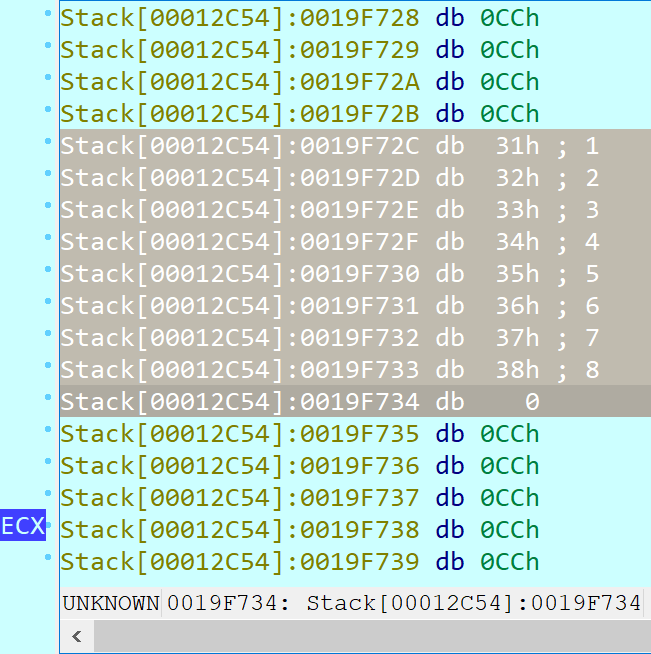 Stack[00012C54]:0019F728 db 0CCh
Stack[00012C54]:0019F729 db 0CCh
Stack[00012C54]:0019F72A db 0CCh
Stack[00012C54]:0019F72B db 0CCh
Stack[00012C54]:0019F72C db  31h ; 1
Stack[00012C54]:0019F72D db  32h ; 2
Stack[00012C54]:0019F72E db  33h ; 3
Stack[00012C54]:0019F72F db  34h ; 4
Stack[00012C54]:0019F730 db  35h ; 5
Stack[00012C54]:0019F731 db  36h ; 6
Stack[00012C54]:0019F732 db  37h ; 7
Stack[00012C54]:0019F733 db  38h ; 8
Stack[00012C54]:0019F734 db    0
Stack[00012C54]:0019F735 db 0CCh
Stack[00012C54]:0019F736 db 0CCh
Stack[00012C54]:0019F737 db 0CCh
ECX Stack[00012C54]:0019F738 db 0CCh
Stack[00012C54]:0019F739 db 0CCh
UNKNOWN 0019F734: Stack[00012C54]:0019F734